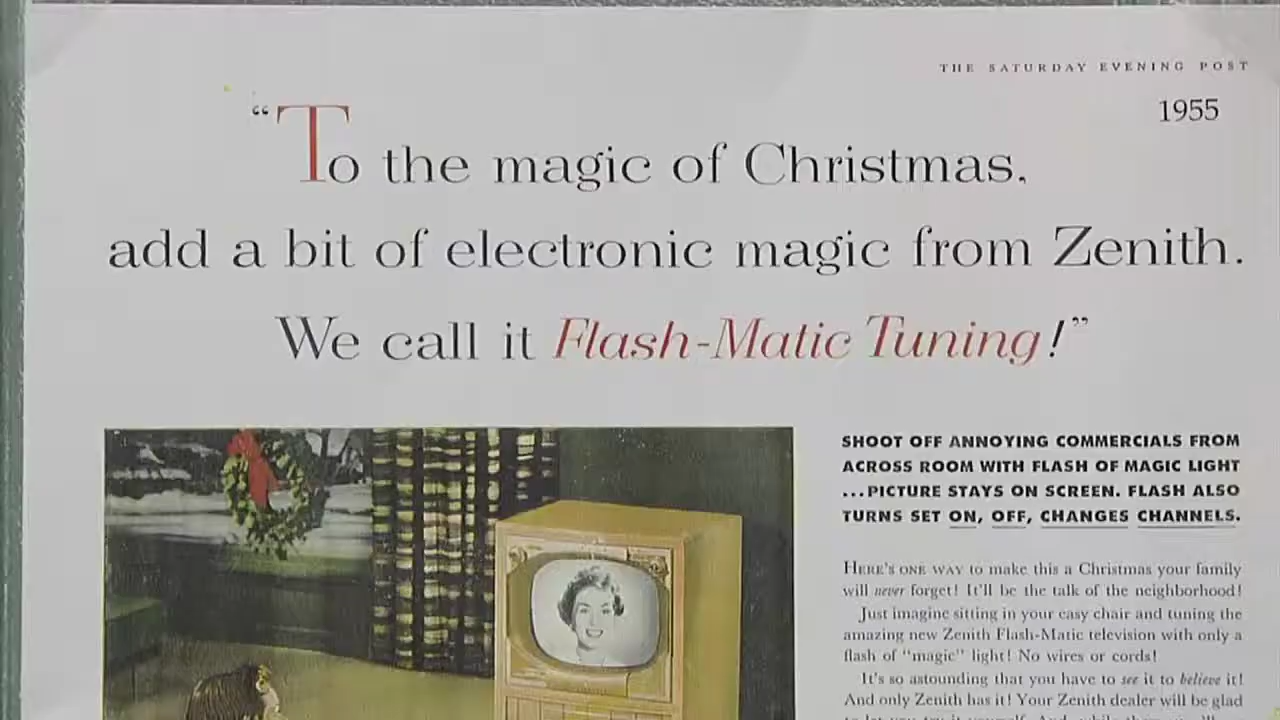 THE SATURDAY EVENING POST
1955
“To the magic of Christmas,
add a bit of electronic magic from Zenith.
We call it Flash-Matic Tuning!”
SHOOT OFF ANNOYING COMMERCIALS FROM
ACROSS ROOM WITH FLASH OF MAGIC LIGHT
...PICTURE STAYS ON SCREEN. FLASH ALSO
TURNS SET ON, OFF, CHANGES CHANNELS.
HERE'S ONE WAY to make this a Christmas your family
will never forget! It'll be the talk of the neighborhood!
Just imagine sitting in your easy chair and tuning the
amazing new Zenith Flash-Matic television with only a
flash of "magic" light! No wires or cords!
It's so astounding that you have to see it to believe it!
And only Zenith has it! Your Zenith dealer will be glad